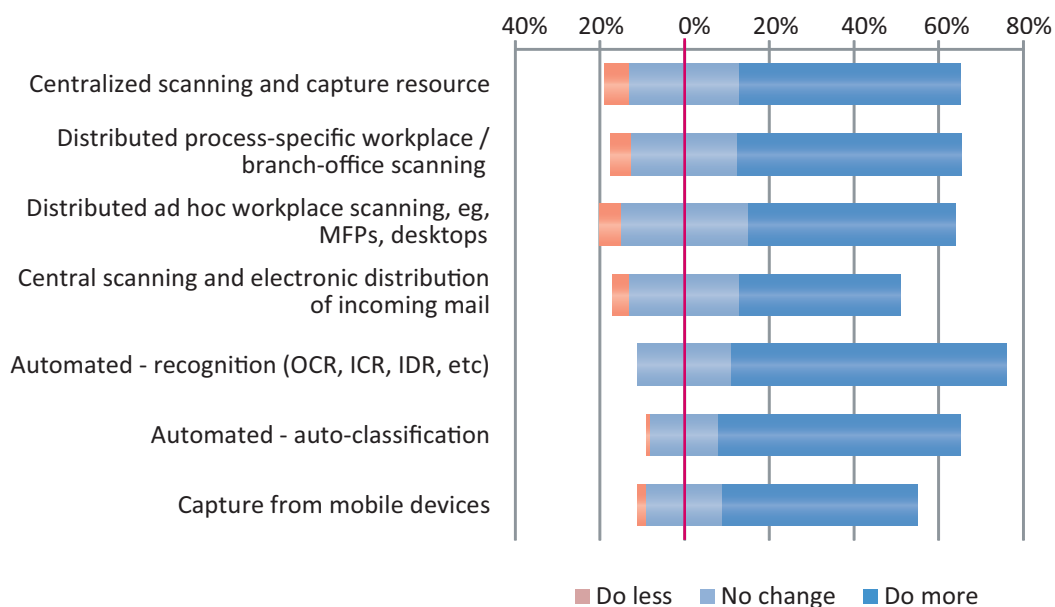 40% 20% 0% 20% 40% 60% 80%
Centralized scanning and capture resource
Distributed process-specific workplace /
branch-office scanning
Distributed ad hoc workplace scanning, eg,
MFPs, desktops
Central scanning and electronic distribution
of incoming mail
Automated - recognition (OCR, ICR, IDR, etc)
Automated - auto-classification
Capture from mobile devices
Do less No change Do more